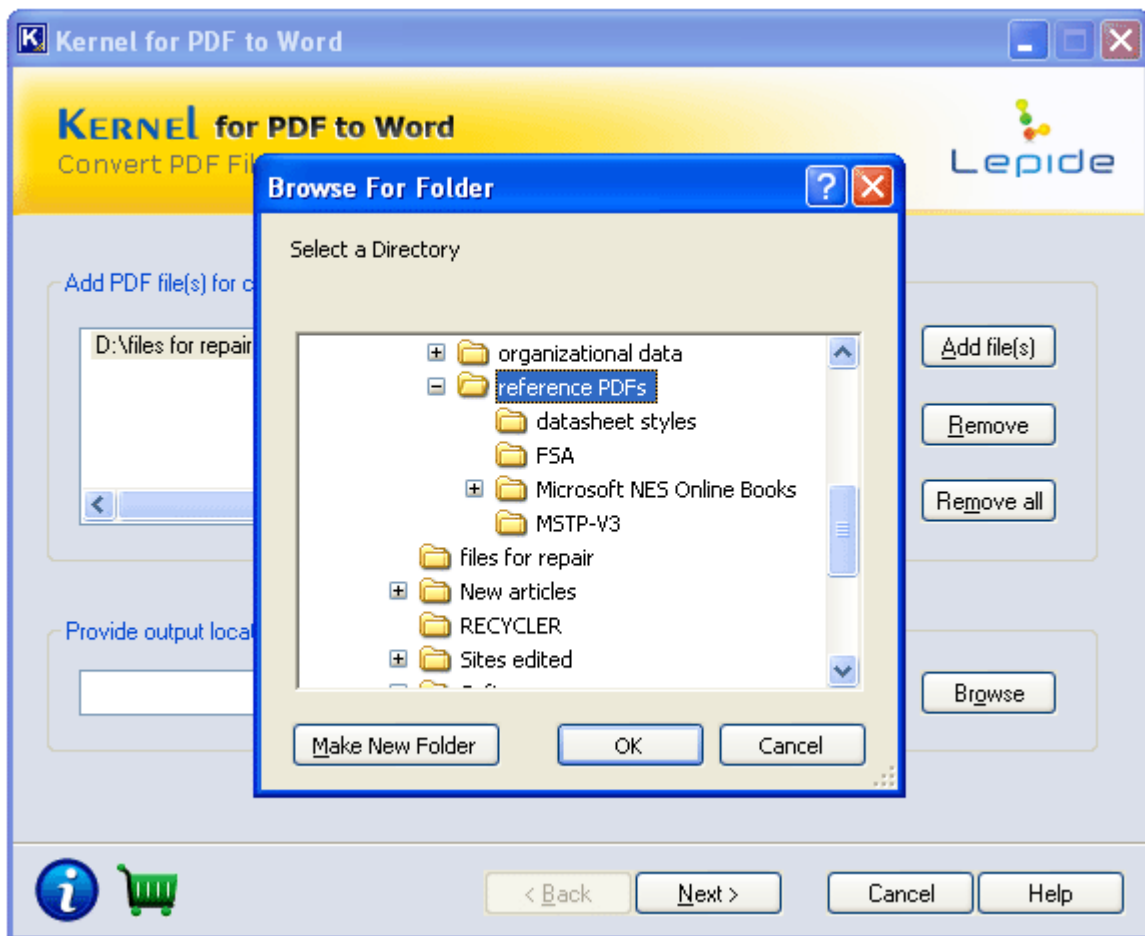 Kernel for PDF to Word
KERNEL for PDF to Word
Convert PDF Fil
Lepide
Browse For Folder
Select a Directory
Add PDF file(s) for c
D:\files for repair
organizational data
reference PDFs
datasheet styles
FSA
Microsoft NES Online Books
MSTP-V3
files for repair
New articles
RECYCLER
Sites edited
Add file(s)
Remove
Remove all
Provide output locat
Browse
Make New Folder
OK
Cancel
< Back
Next >
Cancel
Help